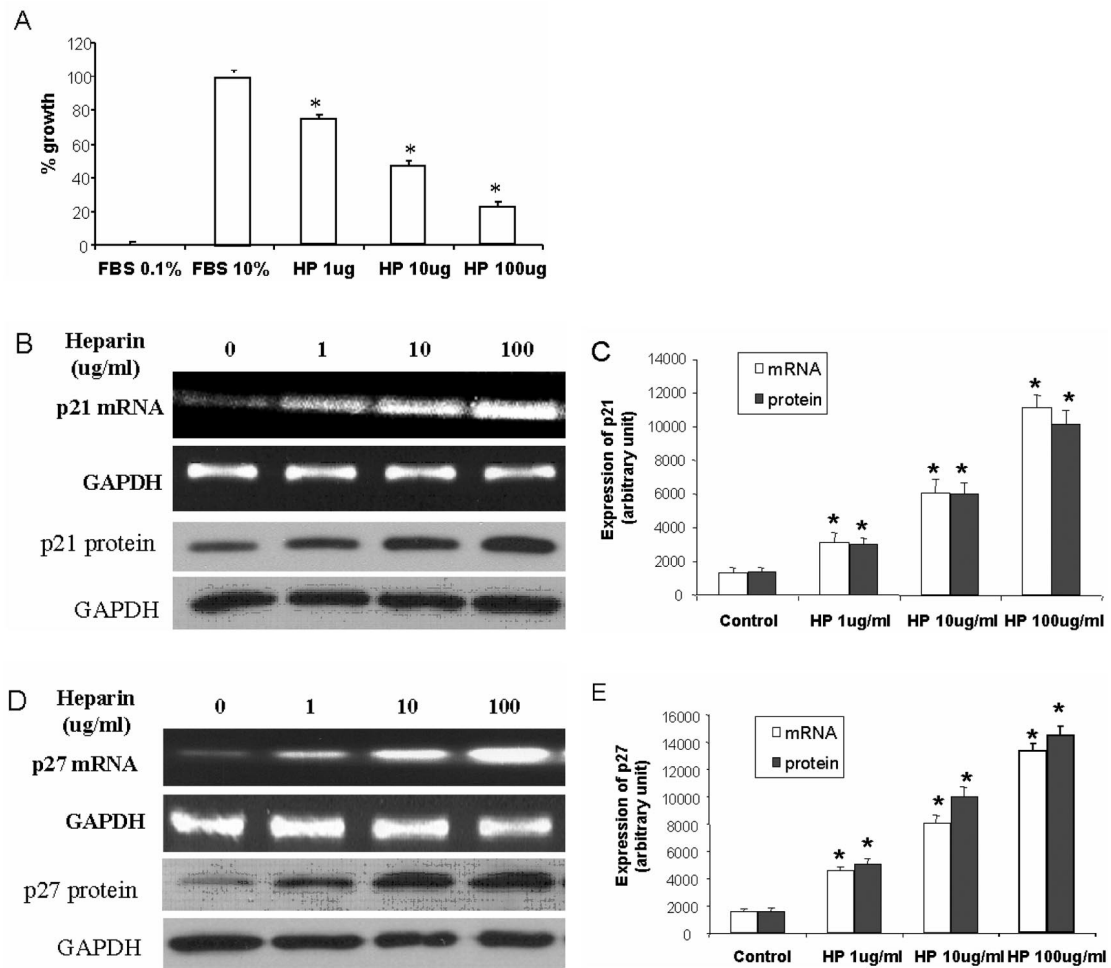 A
% growth
120
100
80
60
40
20
0
*
*
*
FBS 0.1% FBS 10% HP 1ug HP 10ug HP 100ug
B
Heparin
(ug/ml)
0 1 10 100
p21 mRNA
GAPDH
p21 protein
GAPDH
C
Expression of p21
(arbitrary unit)
14000
12000
10000
8000
6000
4000
2000
0
mRNA
protein
* *
* *
* *
Control HP 1ug/ml HP 10ug/ml HP 100ug/ml
D
Heparin
(ug/ml)
0 1 10 100
p27 mRNA
GAPDH
p27 protein
GAPDH
E
Expression of p27
(arbitrary unit)
16000
14000
12000
10000
8000
6000
4000
2000
0
mRNA
protein
* *
* *
* *
Control HP 1ug/ml HP 10ug/ml HP 100ug/ml